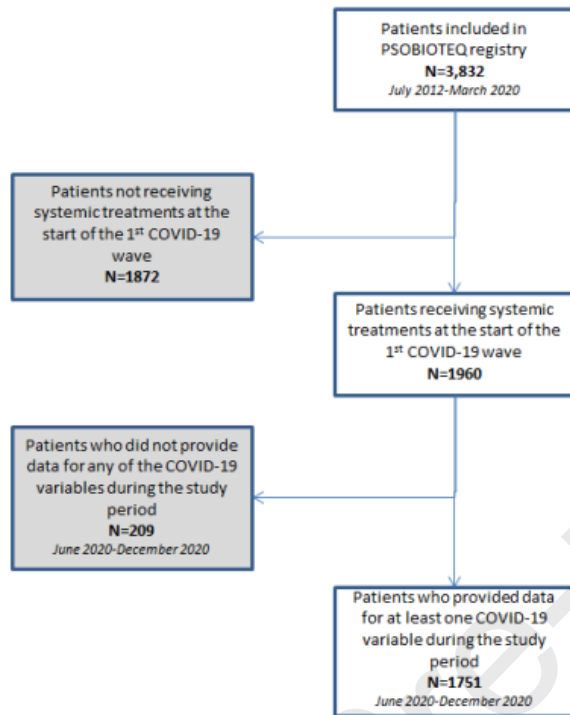 Patients included in
PSOBIOTEQ registry
N=3,832
July 2012-March 2020
Patients not receiving
systemic treatments at the
start of the 1st COVID-19
wave
N=1872
Patients receiving systemic
treatments at the start of the
1st COVID-19 wave
N=1960
Patients who did not provide
data for any of the COVID-19
variables during the study
period
N=209
June 2020-December 2020
Patients who provided data
for at least one COVID-19
variable during the study
period
N=1751
June 2020-December 2020